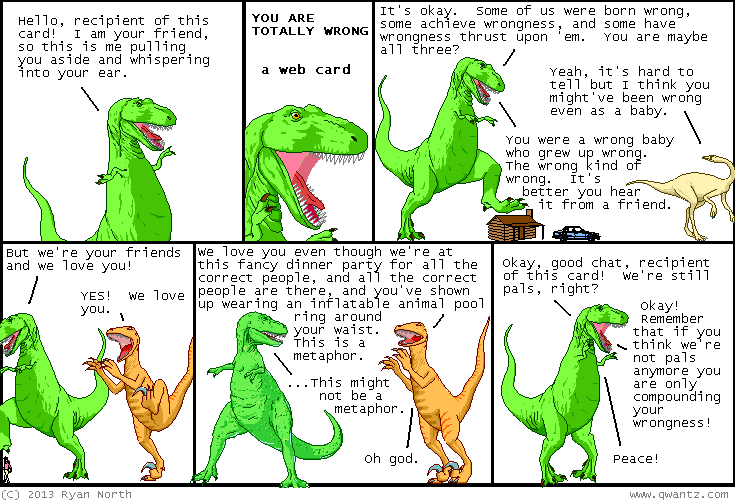 Hello, recipient of this
card!  I am your friend,
so this is me pulling
you aside and whispering
into your ear.
YOU ARE
TOTALLY WRONG
a web card
It's okay.  Some of us were born wrong,
some achieve wrongness, and some have
wrongness thrust upon 'em.  You are maybe
all three?
Yeah, it's hard to
tell but I think you
might've been wrong
even as a baby.
You were a wrong baby
who grew up wrong.
The wrong kind of
wrong.  It's
better you hear
it from a friend.
But we're your friends
and we love you!
YES!  We love
you.
We love you even though we're at
this fancy dinner party for all the
correct people, and all the correct
people are there, and you've shown
up wearing an inflatable animal pool
ring around
your waist.
This is a
metaphor.
...This might
not be a
metaphor.
Oh god.
Okay, good chat, recipient
of this card!  We're still
pals, right?
Okay!
Remember
that if you
think we're
not pals
anymore you
are only
compounding
your
wrongness!
Peace!
(C) 2013 Ryan North
www.qwantz.com